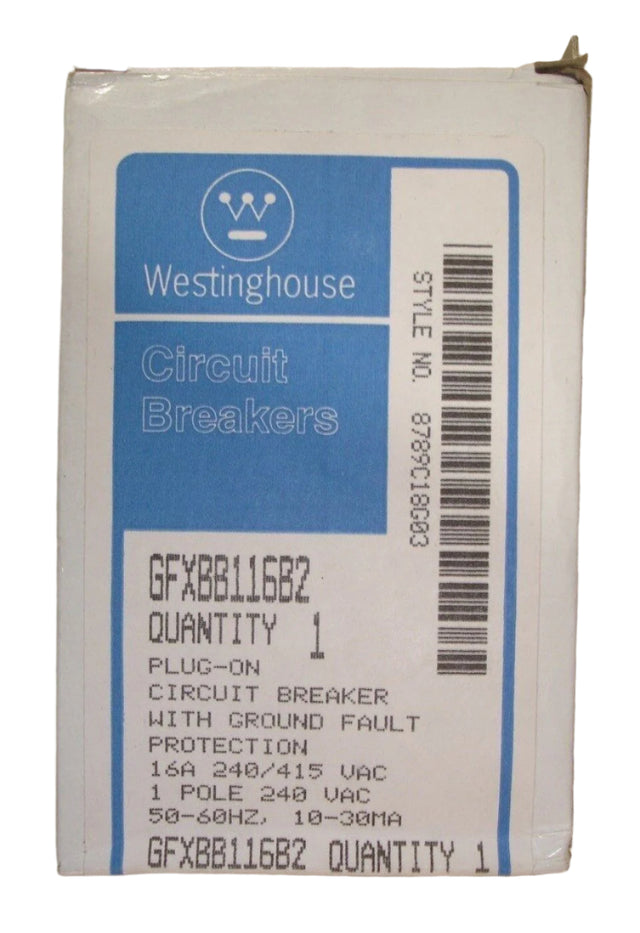 W
Westinghouse
Circuit
Breakers
STYLE NO. 8789C18G03
GFXBB116B2
QUANTITY 1
PLUG-ON
CIRCUIT BREAKER
WITH GROUND FAULT
PROTECTION
16A 240/415 VAC
1 POLE 240 VAC
50-60HZ, 10-30MA
GFXBB116B2 QUANTITY 1